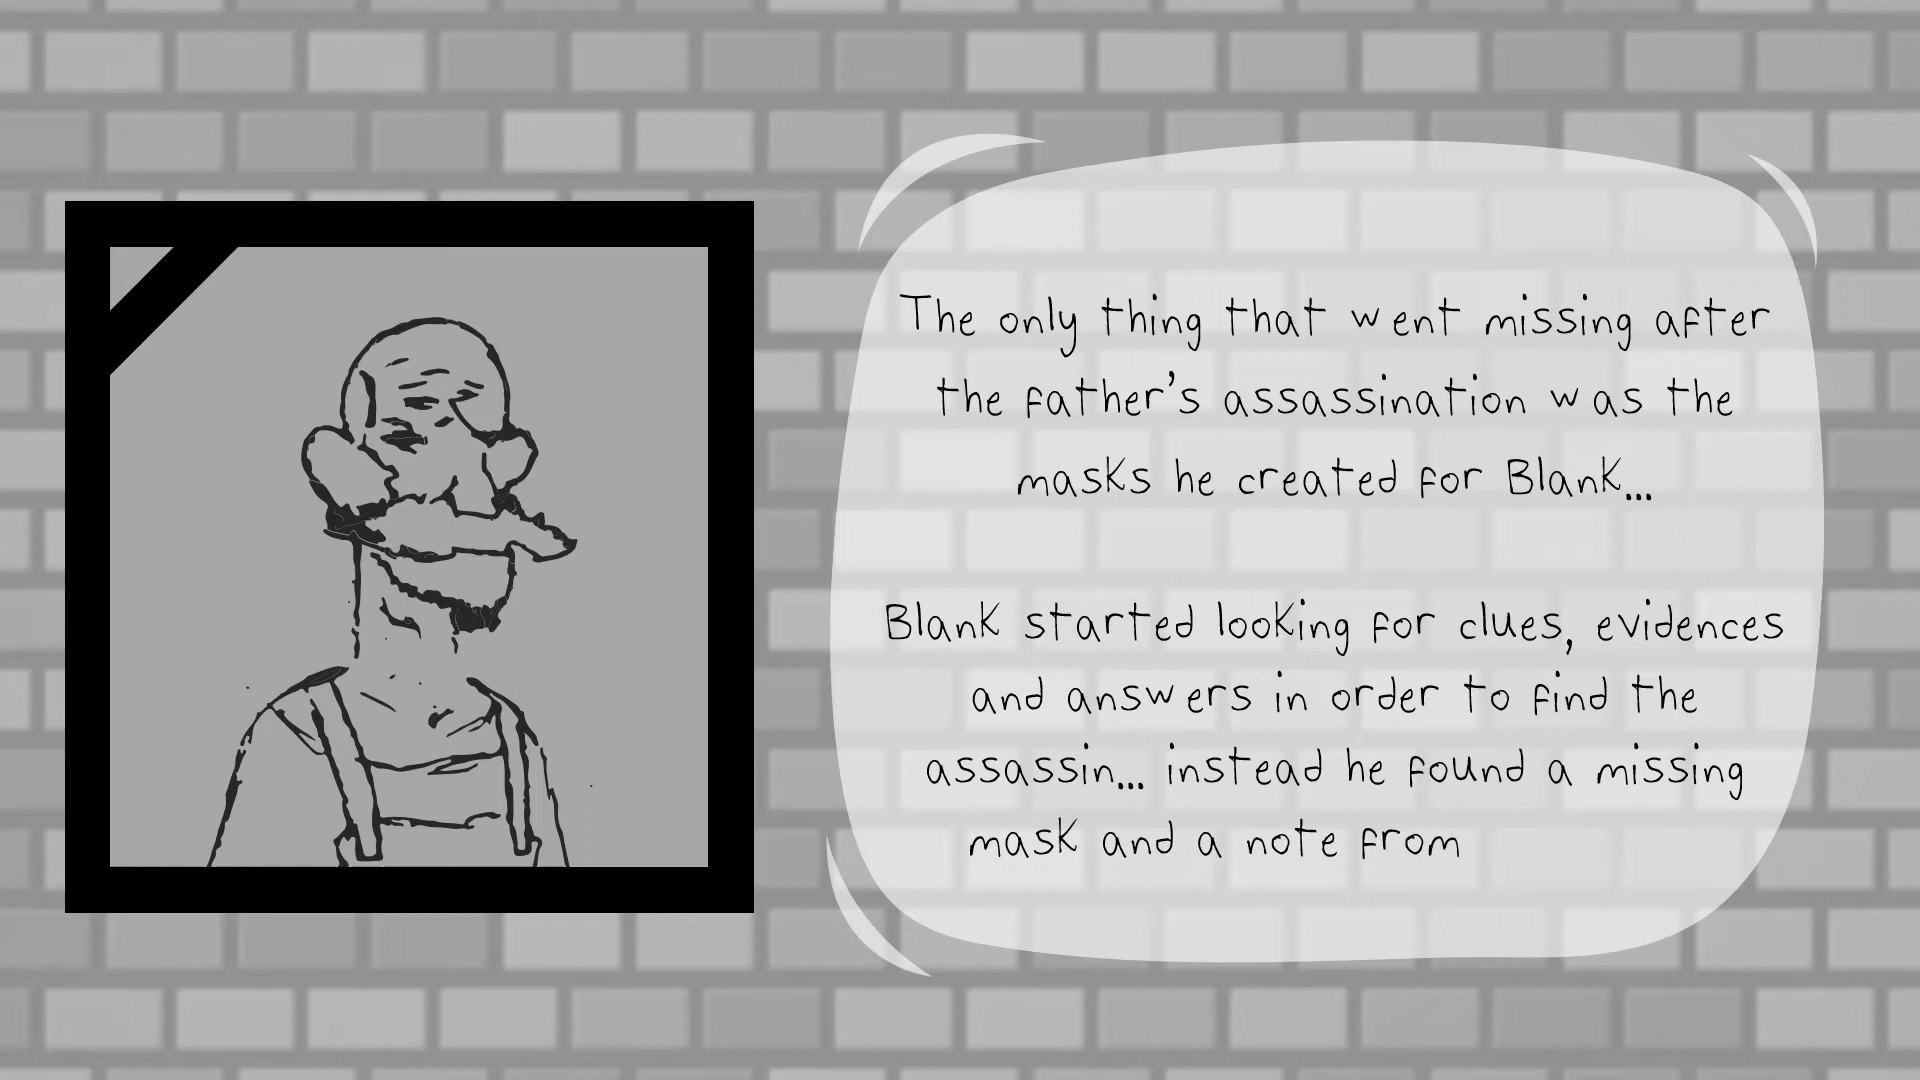 The only thing that went missing after
the father's assassination was the
masks he created for Blank...
Blank started looking for clues, evidences
and answers in order to find the
assassin... instead he found a missing
mask and a note from